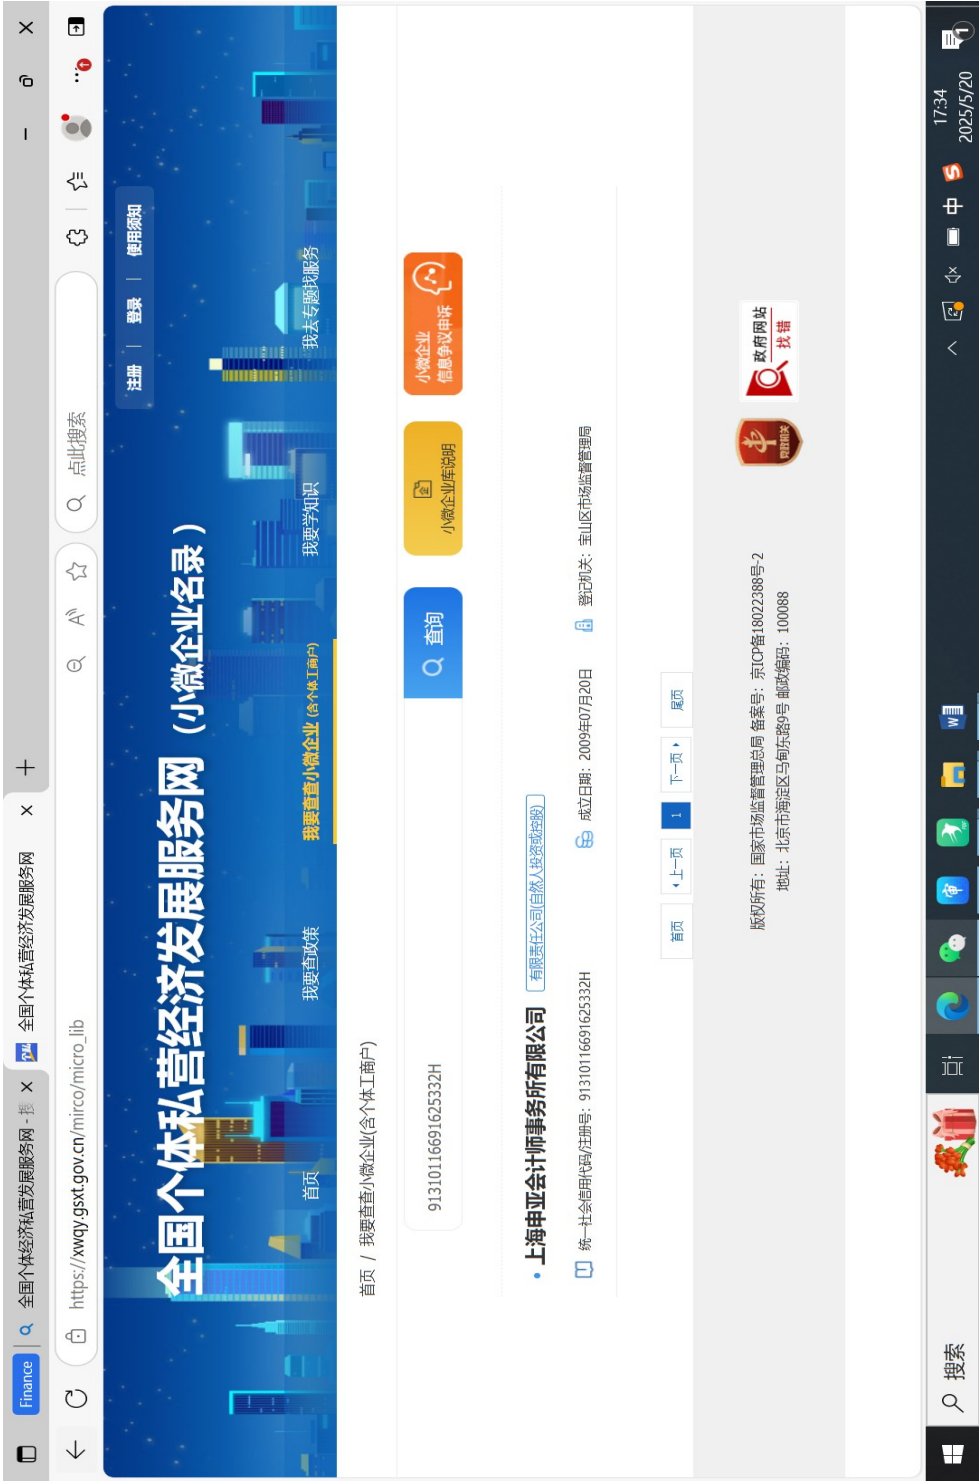 Finance
全国个体经济私营发展服务网 - 搜
全国个体私营经济发展服务网
https://xwqy.gsxt.gov.cn/mirco/micro_lib
点此搜索
注册 | 登录 | 使用须知
全国个体私营经济发展服务网（小微企业名录）
首页
我要查政策
我要查查小微企业 (含个体工商户)
我要学知识
我去专题找服务
首页 / 我要查查小微企业(含个体工商户)
91310116691625332H
查询
小微企业库说明
小微企业
信息争议申诉
上海申亚会计师事务所有限公司
有限责任公司(自然人投资或控股)
统一社会信用代码/注册号：91310116691625332H
成立日期：2009年07月20日
登记机关：宝山区市场监督管理局
首页
上一页
1
下一页
尾页
版权所有：国家市场监督管理总局 备案号：京ICP备18022388号-2
地址：北京市海淀区马甸东路9号 邮政编码：100088
党政机关
政府网站
找错
搜索
中
17:34
2025/5/20
1